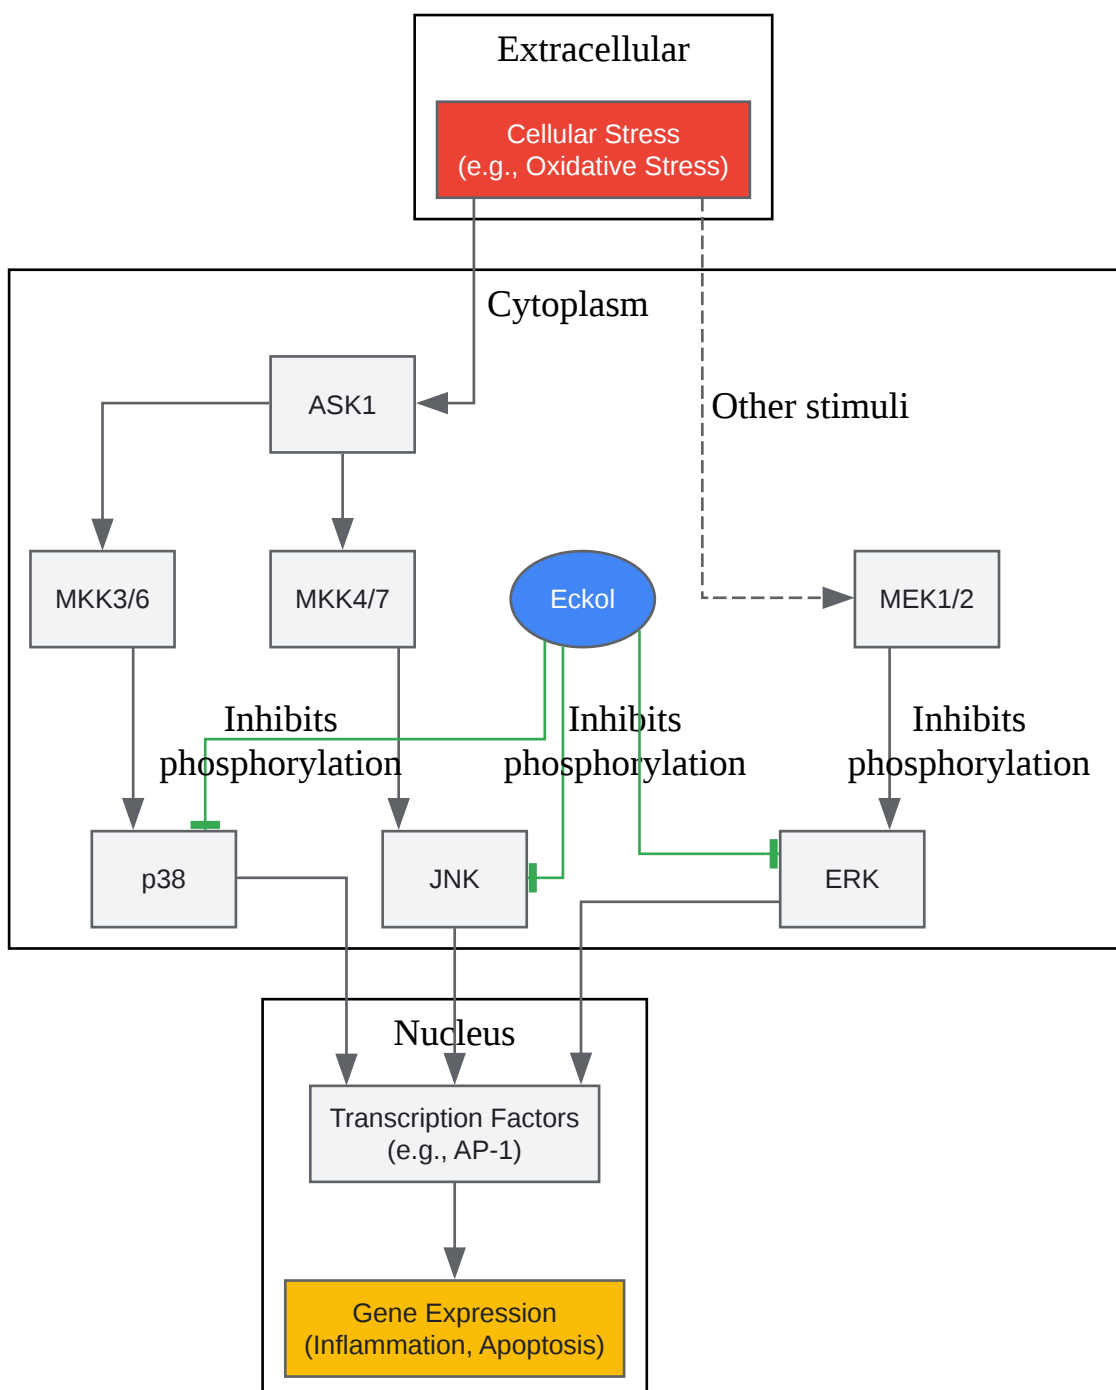 Extracellular
Cellular Stress
(e.g., Oxidative Stress)
Cytoplasm
ASK1
Other stimuli
MKK3/6
MKK4/7
Eckol
MEK1/2
Inhibits
phosphorylation
Inhibits
phosphorylation
Inhibits
phosphorylation
p38
JNK
ERK
Nucleus
Transcription Factors
(e.g., AP-1)
Gene Expression
(Inflammation, Apoptosis)